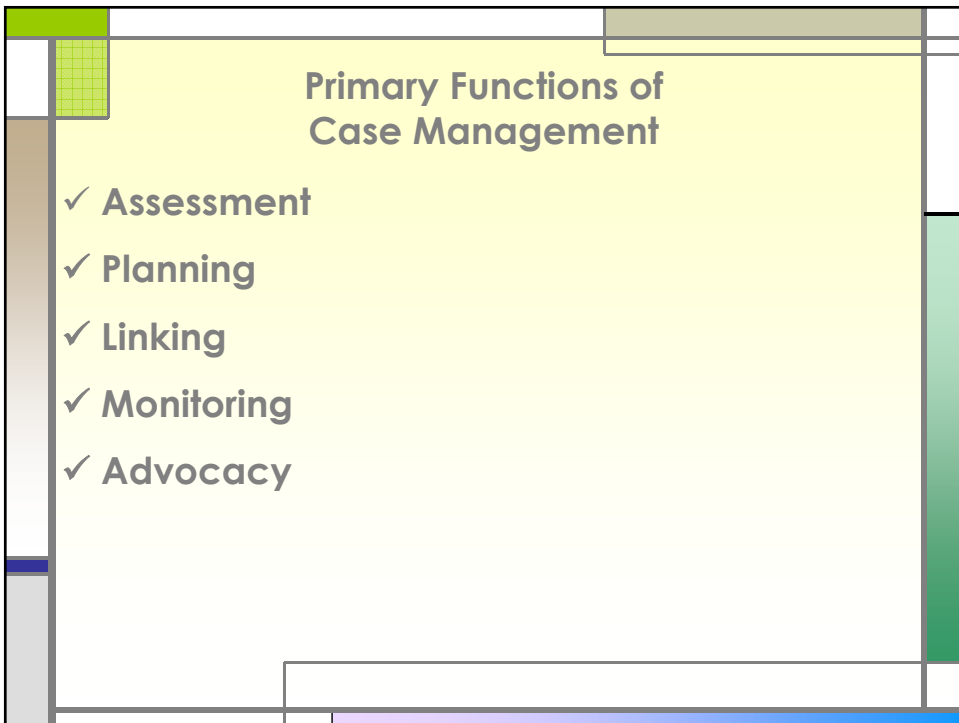 Primary Functions of
Case Management
✓ Assessment
✓ Planning
✓ Linking
✓ Monitoring
✓ Advocacy